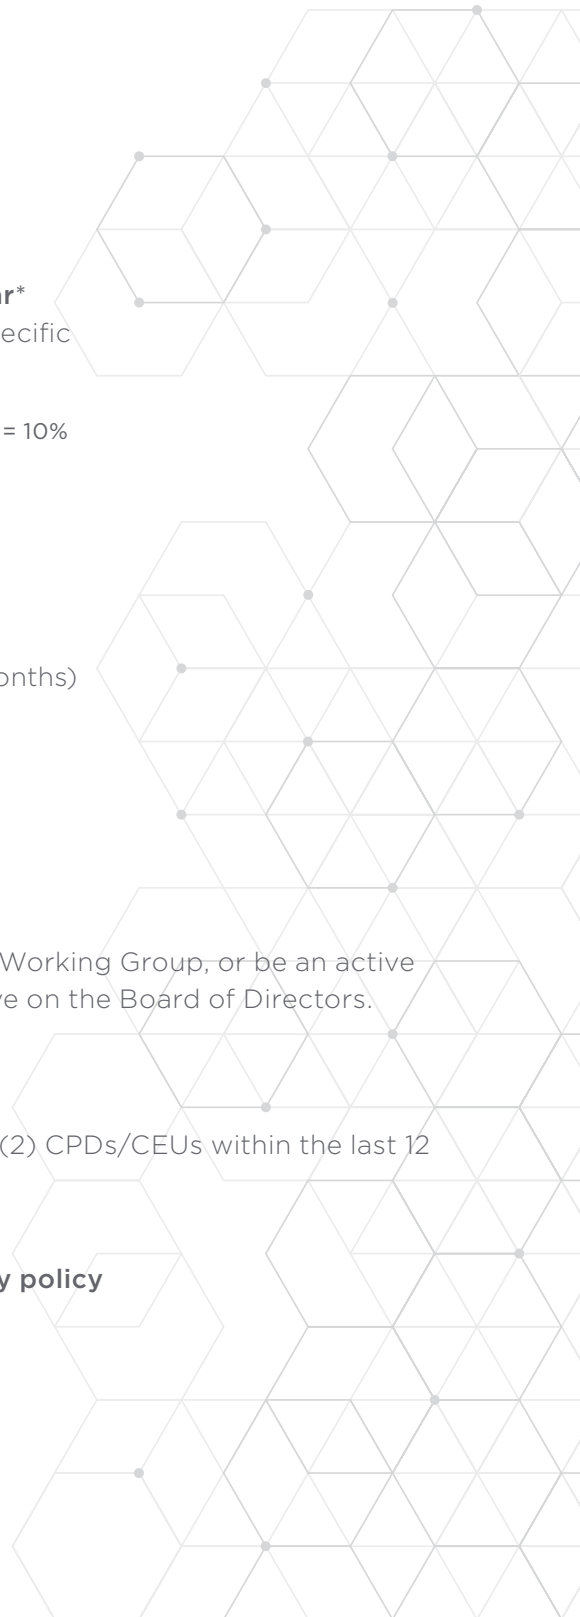 r*
ecific
= 10%
onths)
Working Group, or be an active
e on the Board of Directors.
(2) CPDs/CEUs within the last 12
y policy